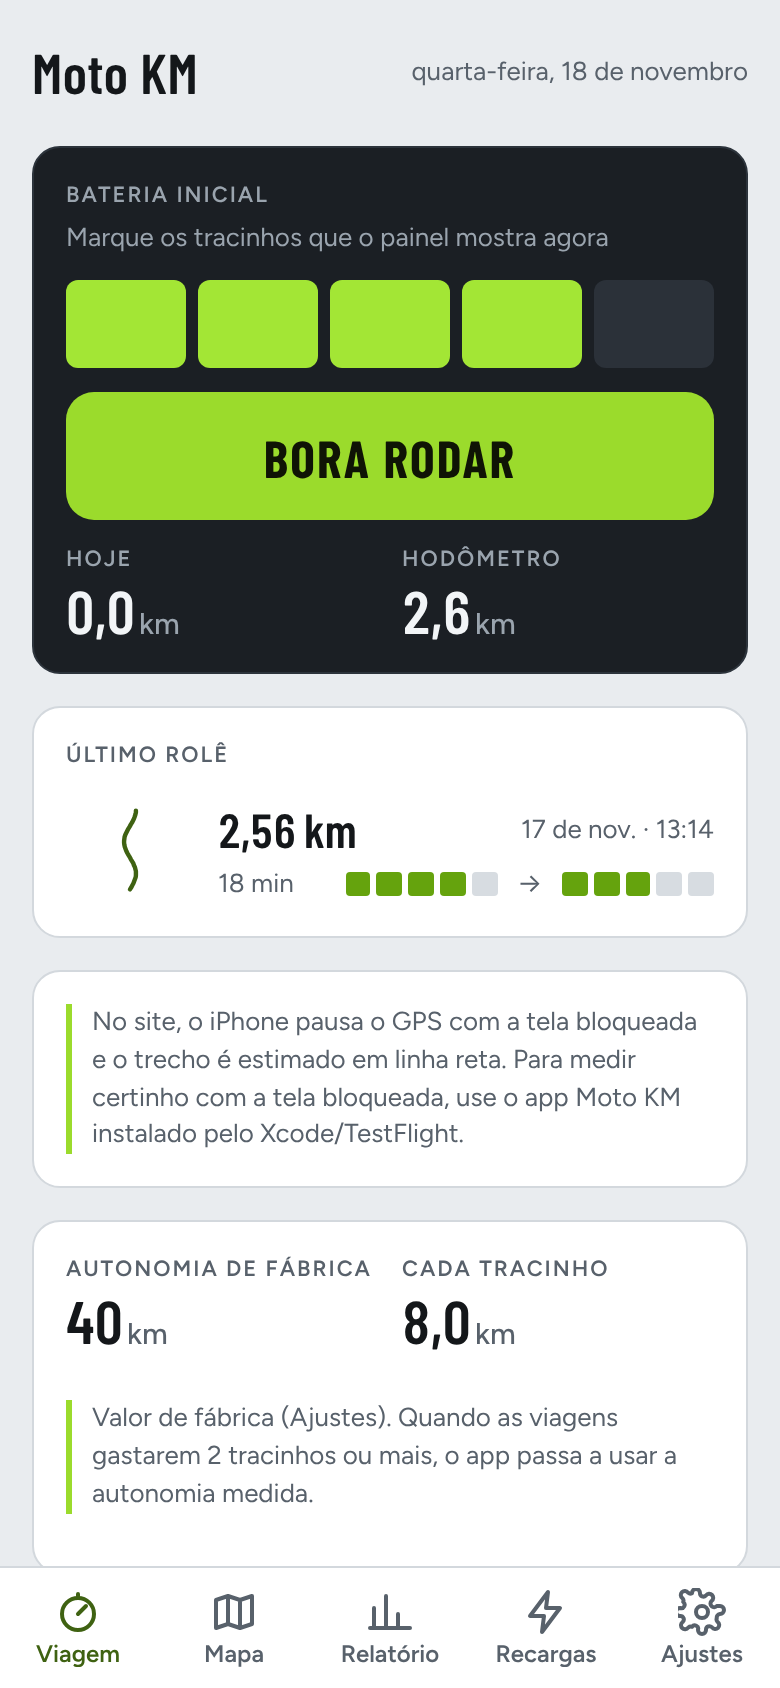 Moto KM
quarta-feira, 18 de novembro
BATERIA INICIAL
Marque os tracinhos que o painel mostra agora
BORA RODAR
HOJE
HODÔMETRO
0,0 km
2,6 km
ÚLTIMO ROLÊ
2,56 km
17 de nov. · 13:14
18 min
→
No site, o iPhone pausa o GPS com a tela bloqueada
e o trecho é estimado em linha reta. Para medir
certinho com a tela bloqueada, use o app Moto KM
instalado pelo Xcode/TestFlight.
AUTONOMIA DE FÁBRICA
CADA TRACINHO
40 km
8,0 km
Valor de fábrica (Ajustes). Quando as viagens
gastarem 2 tracinhos ou mais, o app passa a usar a
autonomia medida.
Viagem
Mapa
Relatório
Recargas
Ajustes